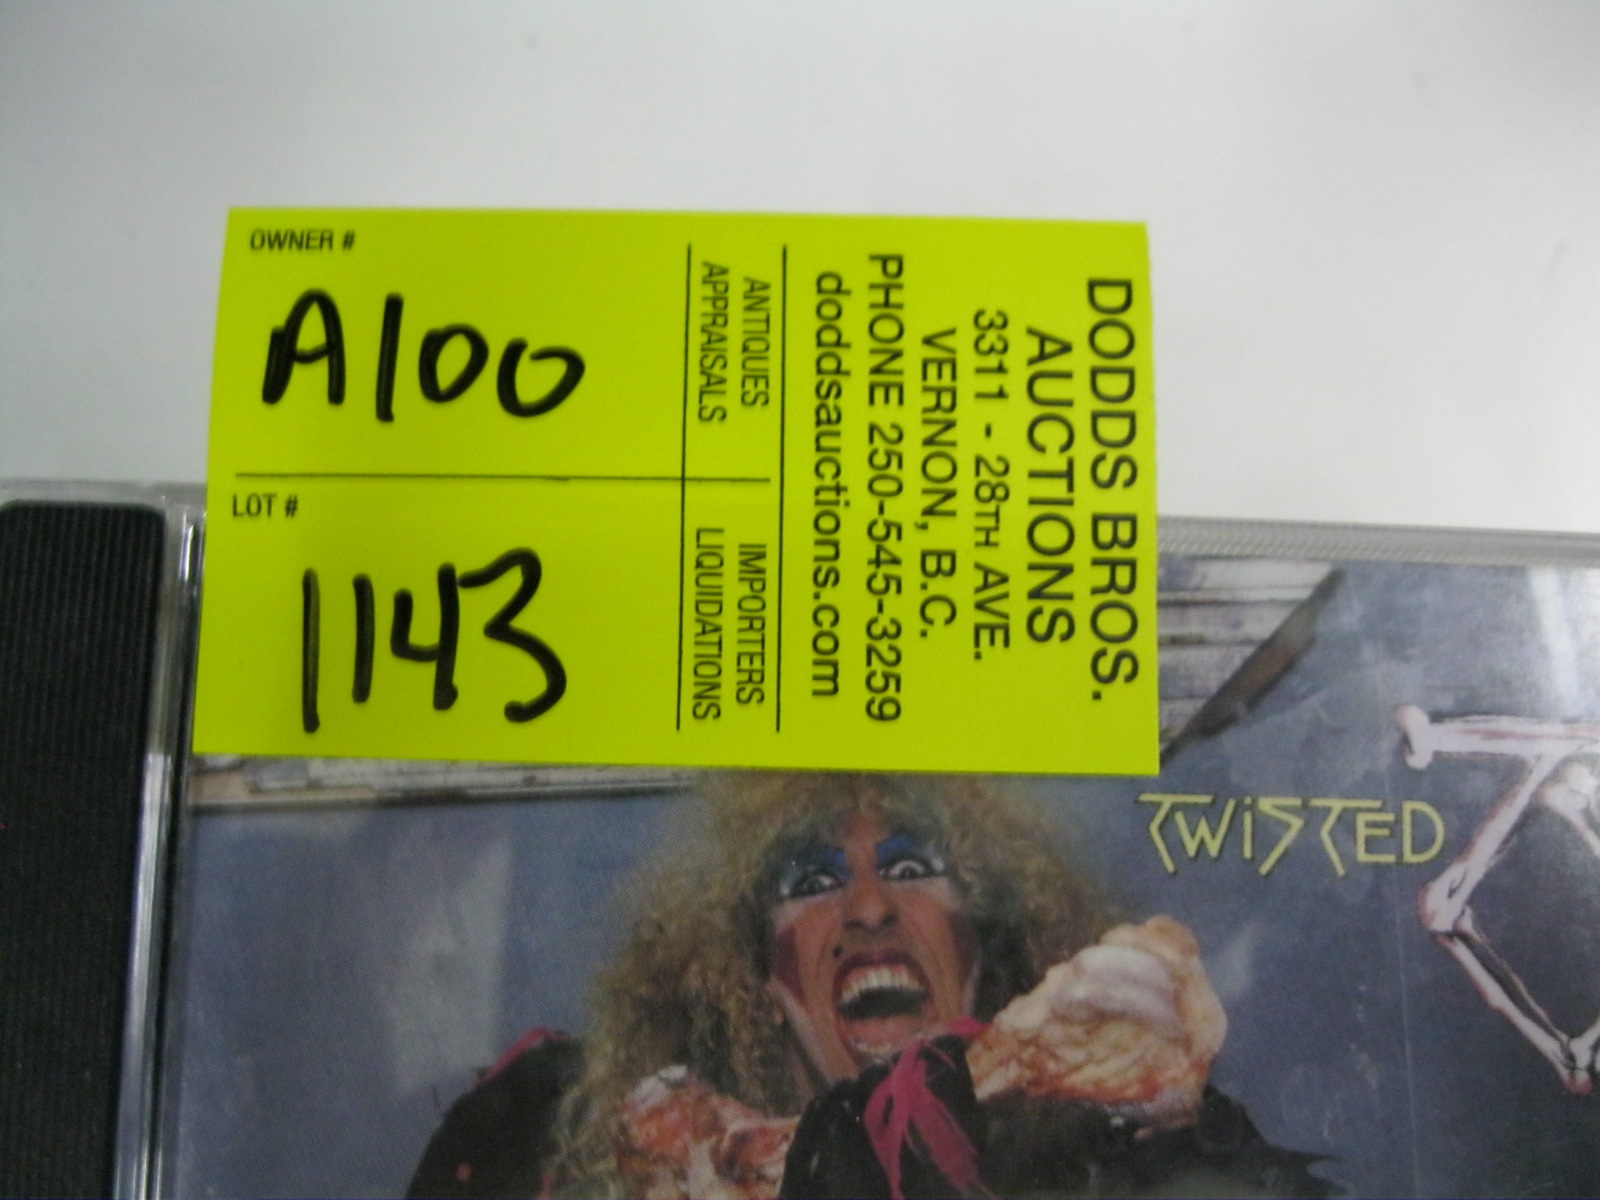 OWNER #
A100
LOT #
1143
ANTIQUES
APPRAISALS
IMPORTERS
LIQUIDATIONS
DODDS BROS.
AUCTIONS
3311 - 28TH AVE.
VERNON, B.C.
PHONE 250-545-3259
doddsauctions.com
TWiSTED